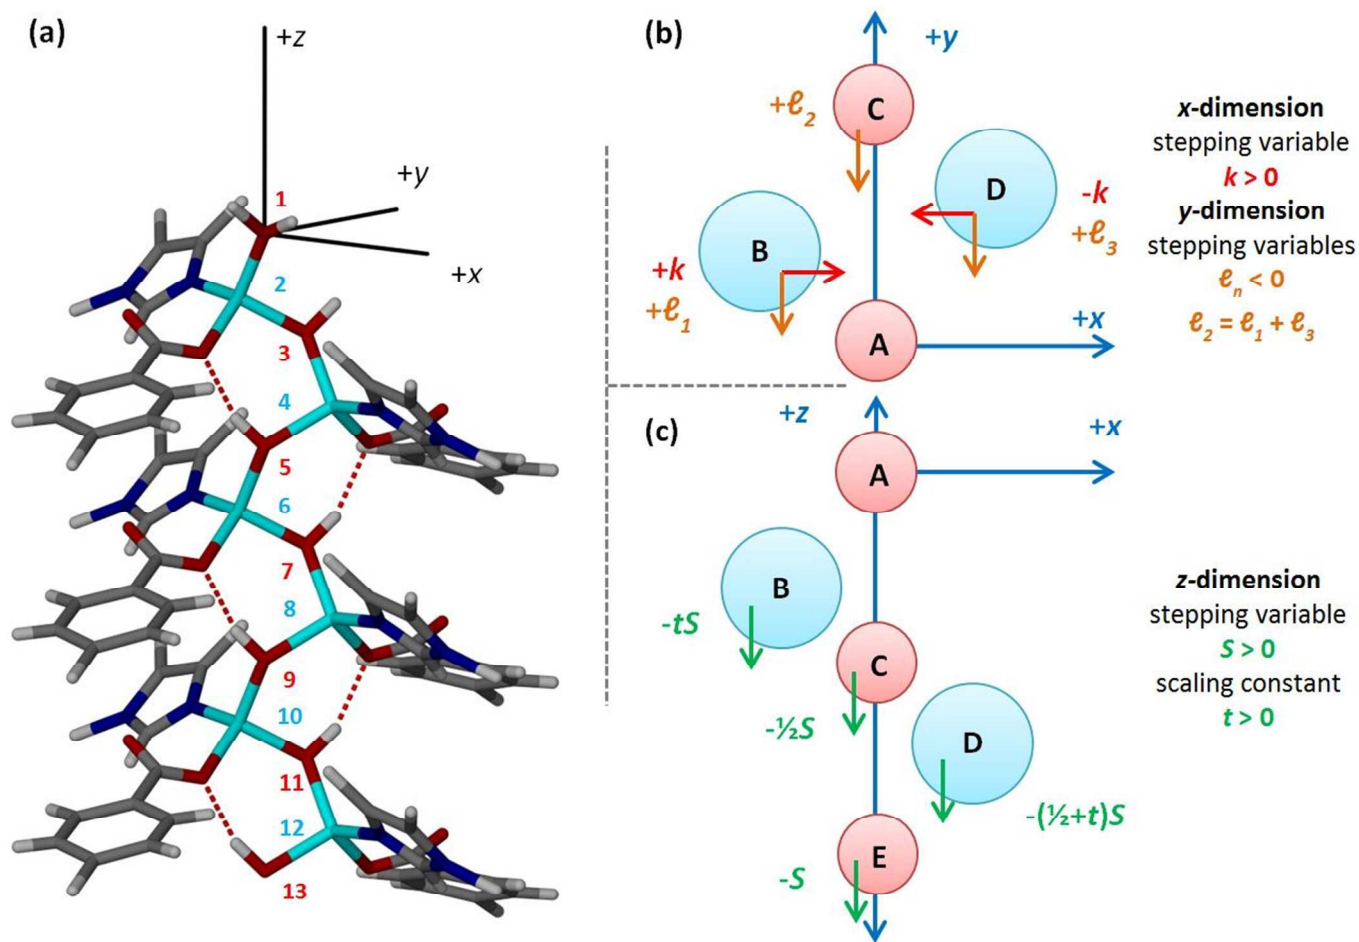 (a)
+z
+y
+x
1
2
3
4
5
6
7
8
9
10
11
12
13
(b)
+y
+ℓ2
C
D
-k
+ℓ3
B
+k
+ℓ1
A
+x
x-dimension
stepping variable
k > 0
y-dimension
stepping variables
ℓn < 0
ℓ2 = ℓ1 + ℓ3
(c)
+z
+x
A
B
-tS
C
-½S
D
-(½+t)S
E
-S
z-dimension
stepping variable
S > 0
scaling constant
t > 0